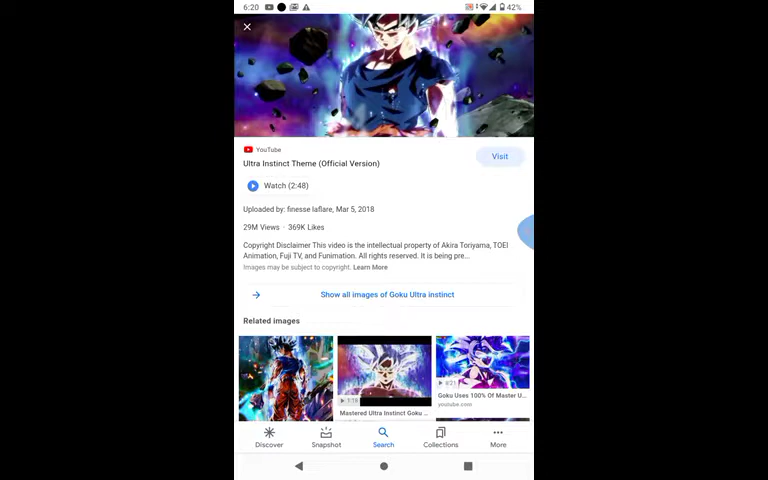 6:20
42%
YouTube
Ultra Instinct Theme (Official Version)
Visit
Watch (2:48)
Uploaded by: finesse laflare, Mar 5, 2018
29M Views · 369K Likes
Copyright Disclaimer This video is the intellectual property of Akira Toriyama, TOEI
Animation, Fuji TV, and Funimation. All rights reserved. It is being pre...
Images may be subject to copyright. Learn More
Show all images of Goku Ultra instinct
Related images
1:19
Mastered Ultra Instinct Goku ...
8:21
Goku Uses 100% Of Master U...
youtube.com
Discover
Snapshot
Search
Collections
More